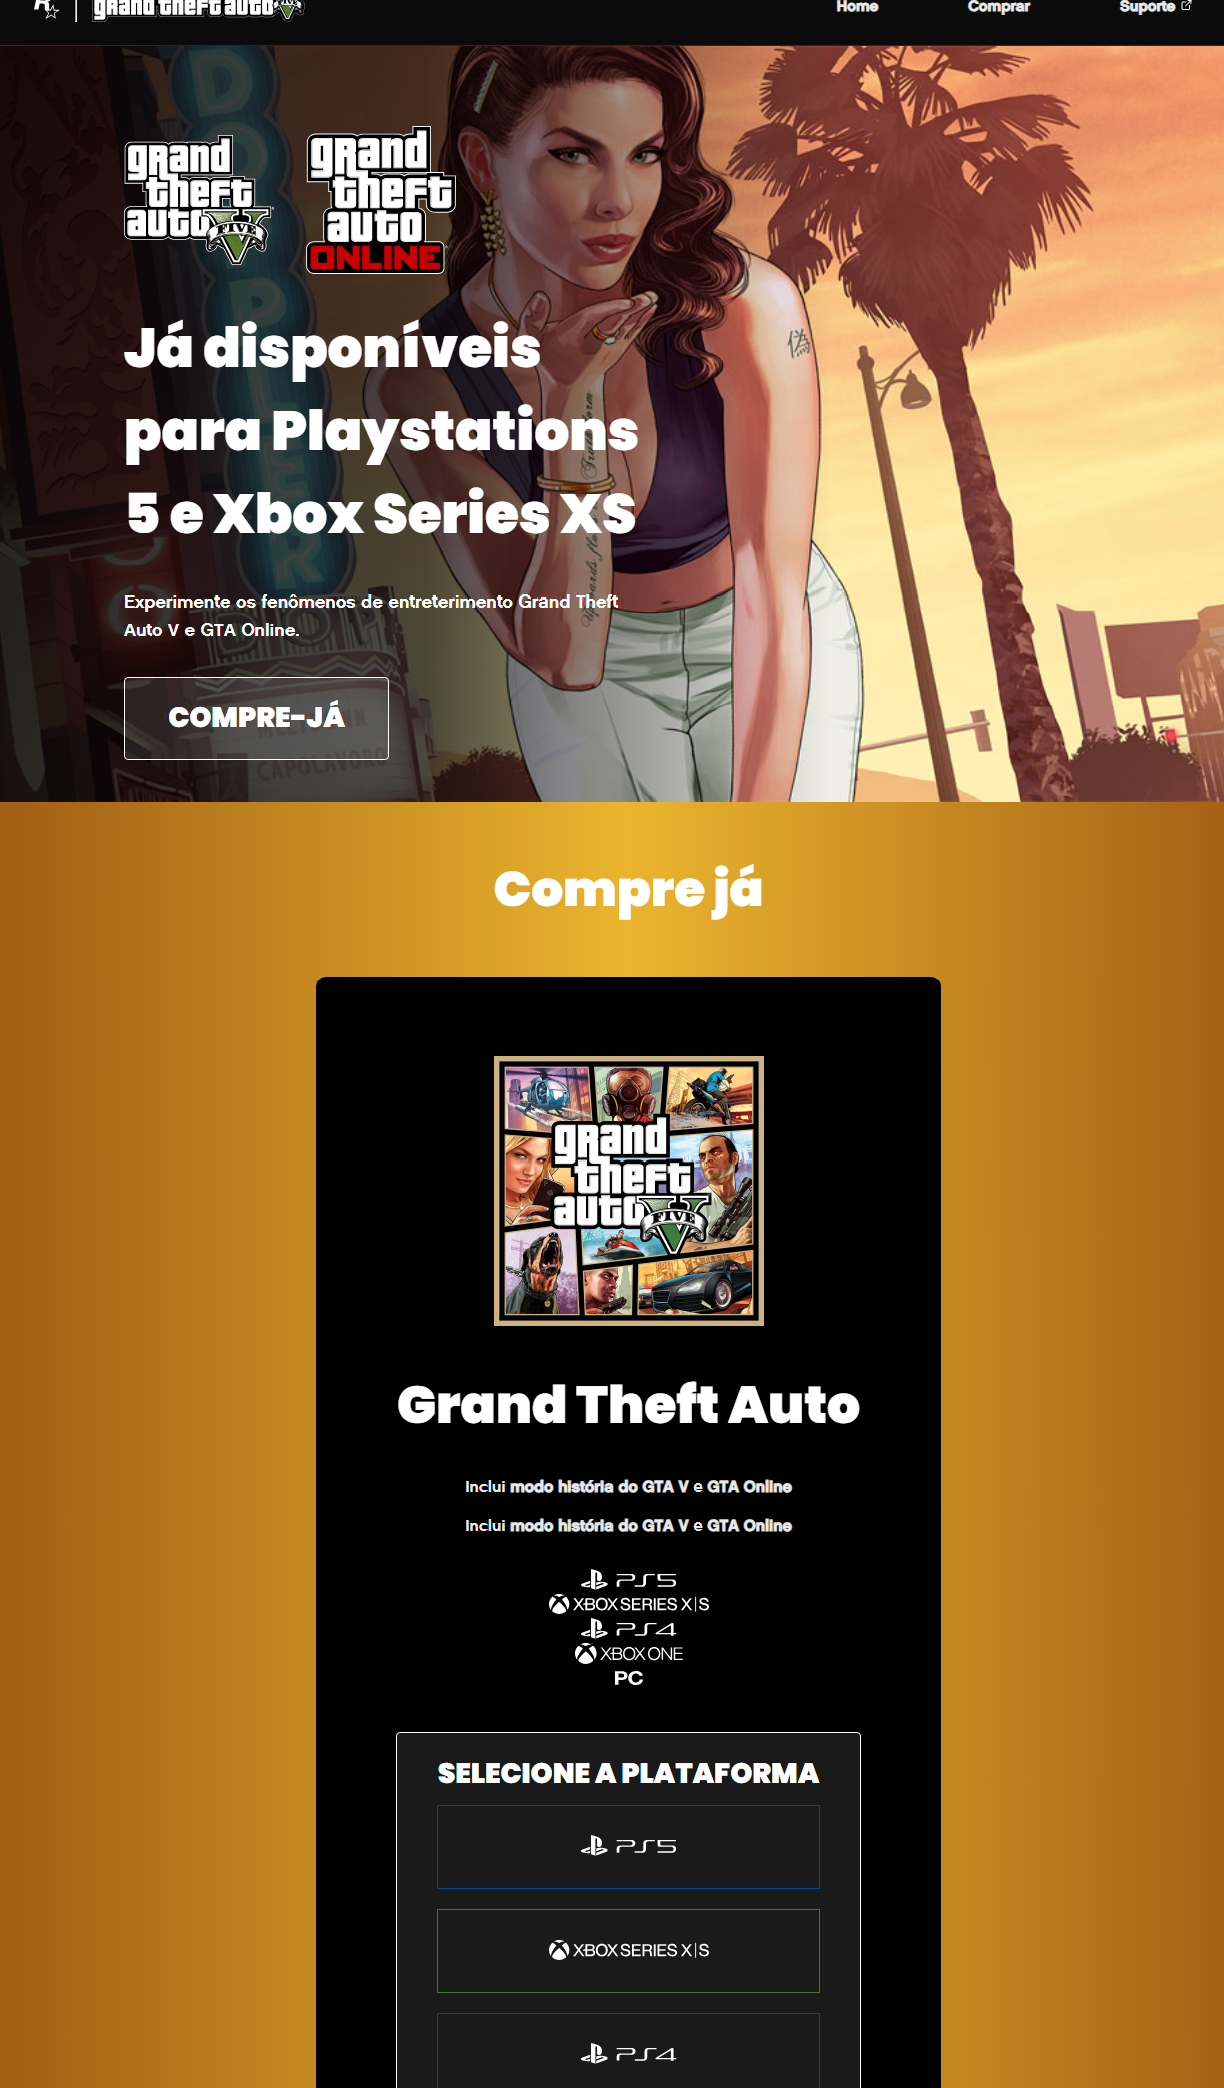 grand theft auto FIVE
Home Comprar Suporte
grand
theft
auto
FIVE
grand
theft
auto
ONLINE
Já disponíveis
para Playstations
5 e Xbox Series XS
Experimente os fenômenos de entreterimento Grand Theft
Auto V e GTA Online.
COMPRE-JÁ
偽
CAPOLAVORO
Compre já
grand
theft
auto
FIVE
Grand Theft Auto
Inclui modo história do GTA V e GTA Online
Inclui modo história do GTA V e GTA Online
PS5
XBOX SERIES X|S
PS4
XBOX ONE
PC
SELECIONE A PLATAFORMA
PS5
XBOX SERIES X|S
PS4